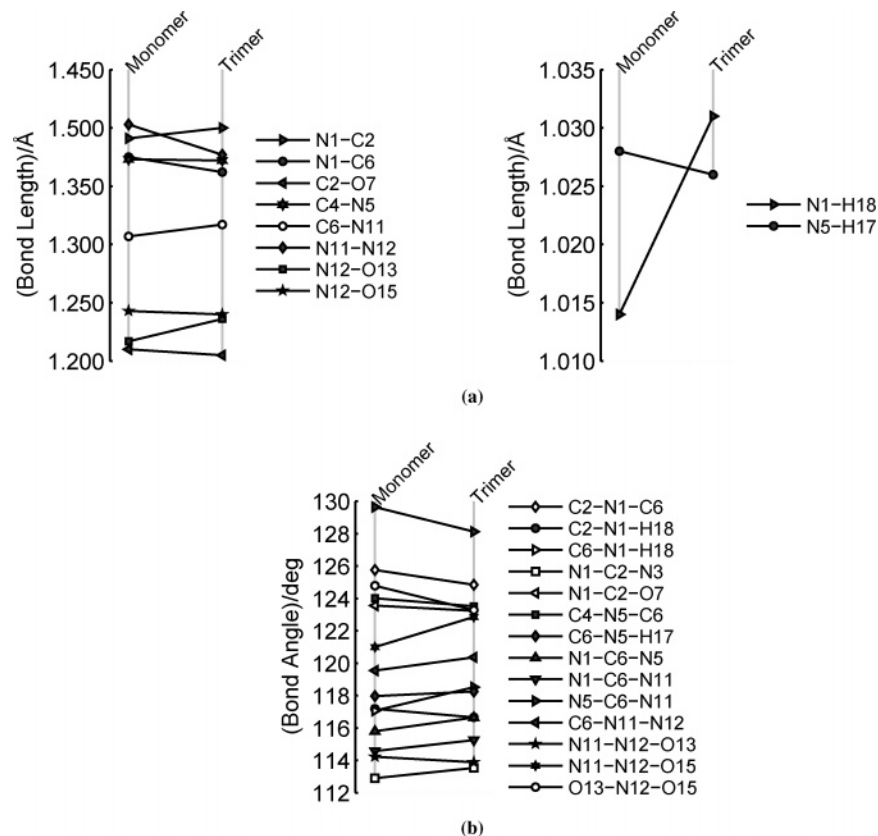 Monomer
Trimer
1.450
1.500
1.350
1.300
1.250
1.200
(Bond Length)/Å
N1−C2
N1−C6
C2−O7
C4−N5
C6−N11
N11−N12
N12−O13
N12−O15
Monomer
Trimer
1.035
1.030
1.025
1.020
1.015
1.010
(Bond Length)/Å
N1−H18
N5−H17
(a)
Monomer
Trimer
130
128
126
124
122
120
118
116
114
112
(Bond Angle)/deg
C2−N1−C6
C2−N1−H18
C6−N1−H18
N1−C2−N3
N1−C2−O7
C4−N5−C6
C6−N5−H17
N1−C6−N5
N1−C6−N11
N5−C6−N11
C6−N11−N12
N11−N12−O13
N11−N12−O15
O13−N12−O15
(b)